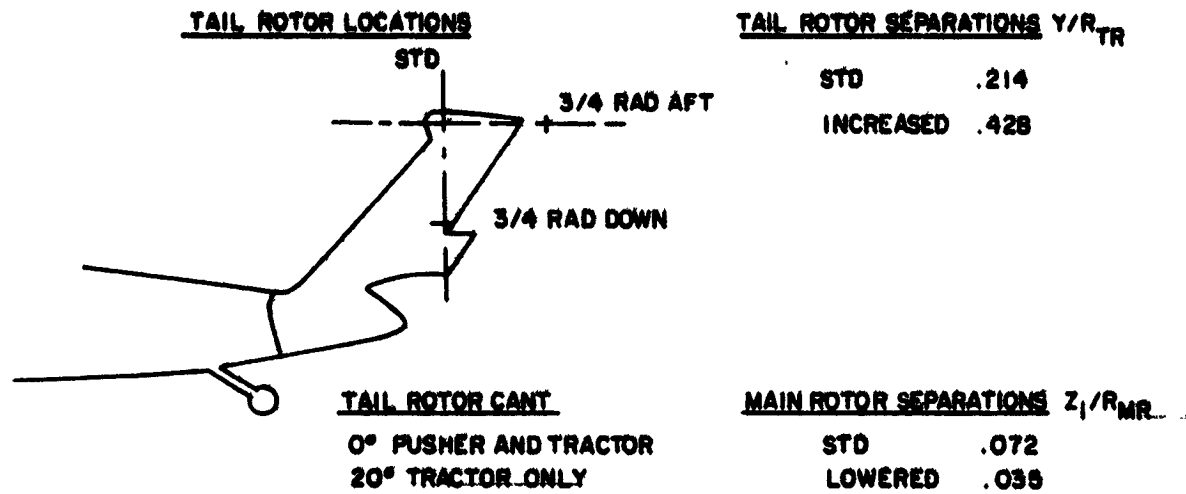 TAIL ROTOR LOCATIONS
STD
3/4 RAD AFT
3/4 RAD DOWN
TAIL ROTOR SEPARATIONS Y/R_TR
STD .214
INCREASED .428
TAIL ROTOR CANT
0° PUSHER AND TRACTOR
20° TRACTOR ONLY
MAIN ROTOR SEPARATIONS Z_1/R_MR
STD .072
LOWERED .035